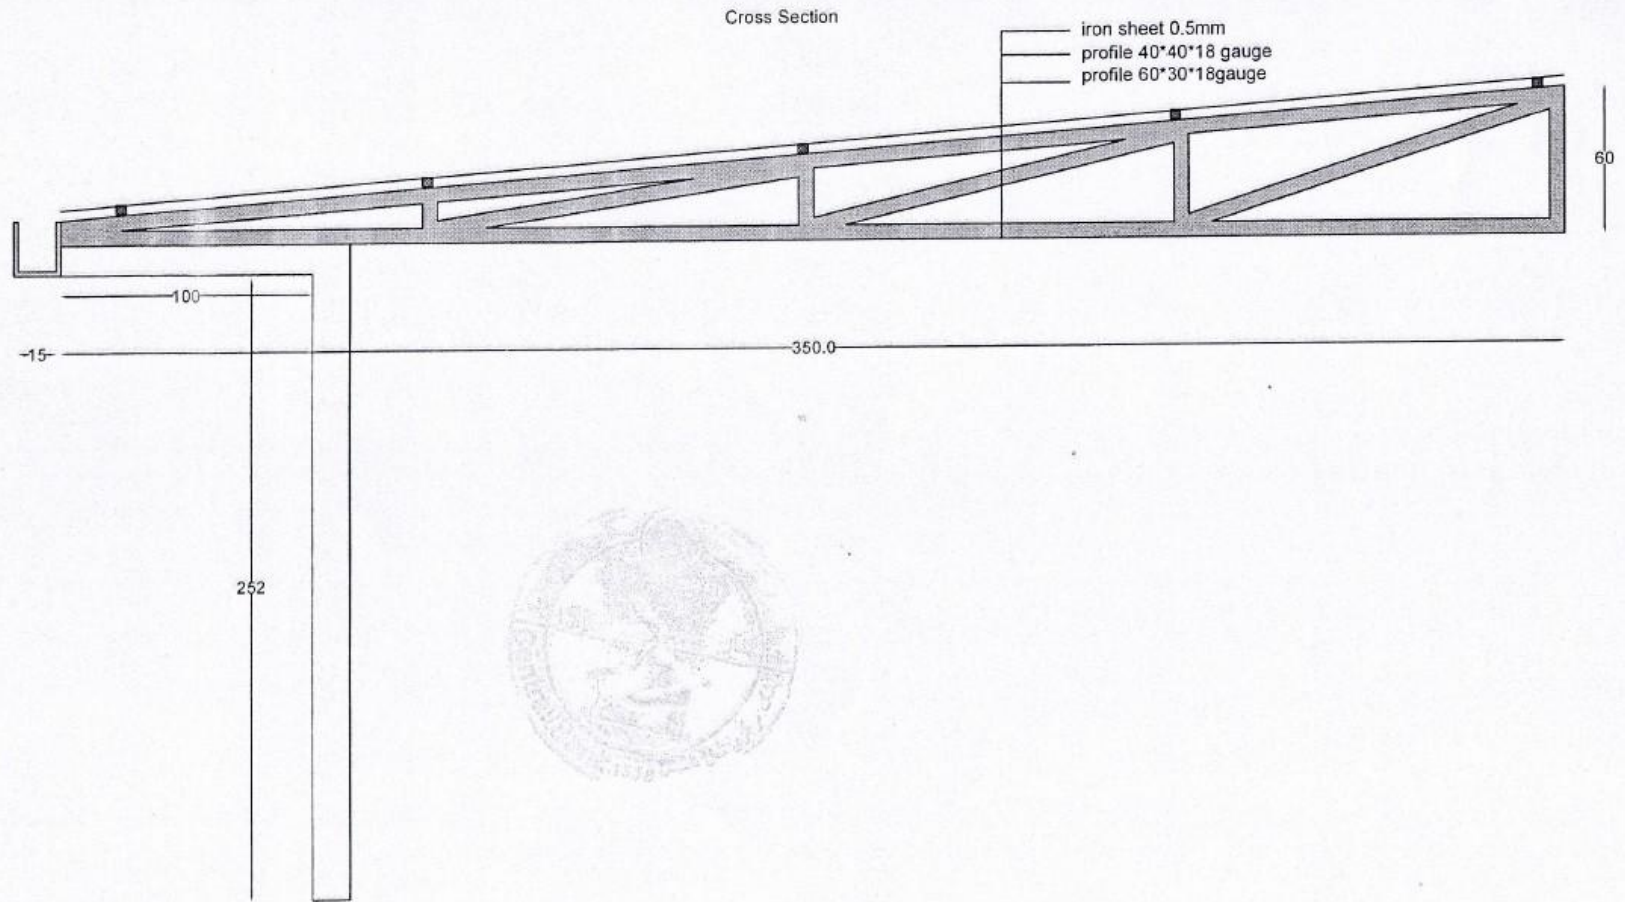 Cross Section
iron sheet 0.5mm
profile 40*40*18 gauge
profile 60*30*18gauge
60
100
-15-
350.0
252